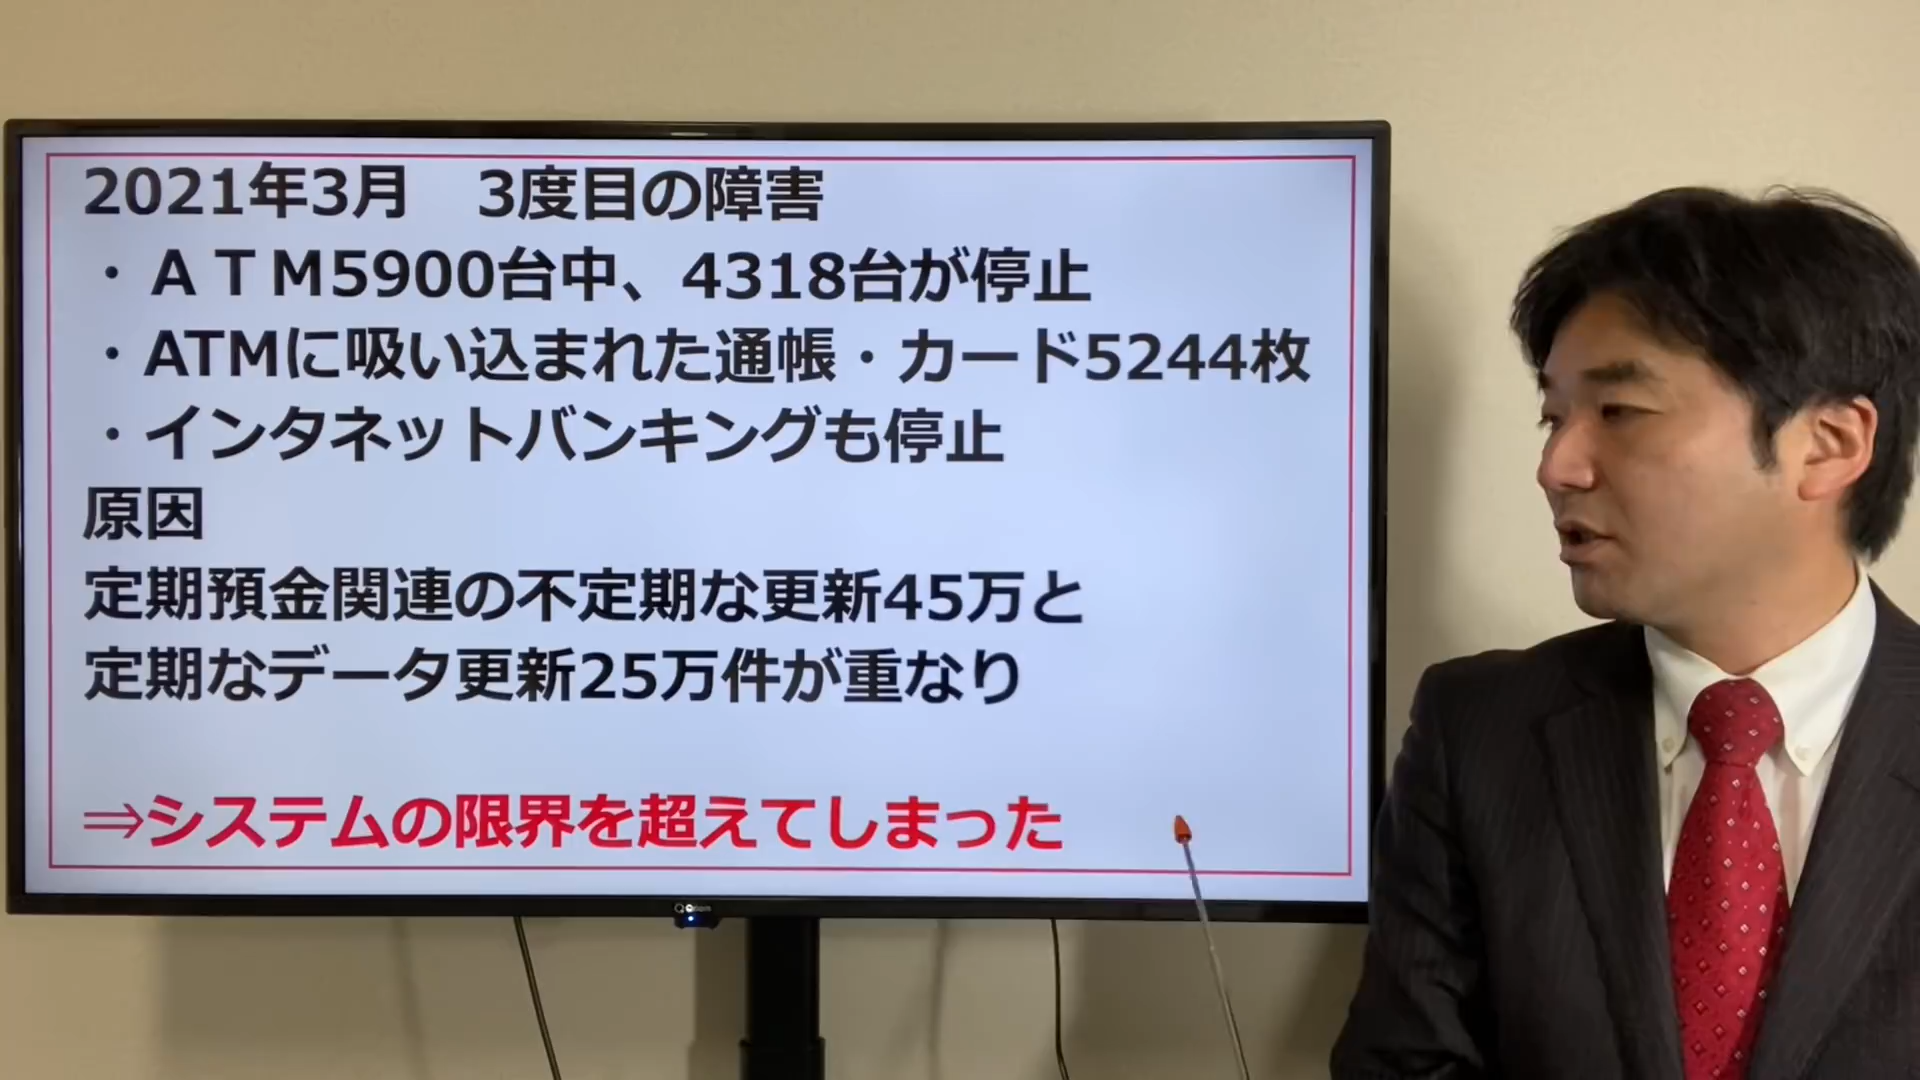 2021年3月　3度目の障害
・ＡＴＭ5900台中、4318台が停止
・ATMに吸い込まれた通帳・カード5244枚
・インタネットバンキングも停止
原因
定期預金関連の不定期な更新45万と
定期なデータ更新25万件が重なり
⇒システムの限界を超えてしまった